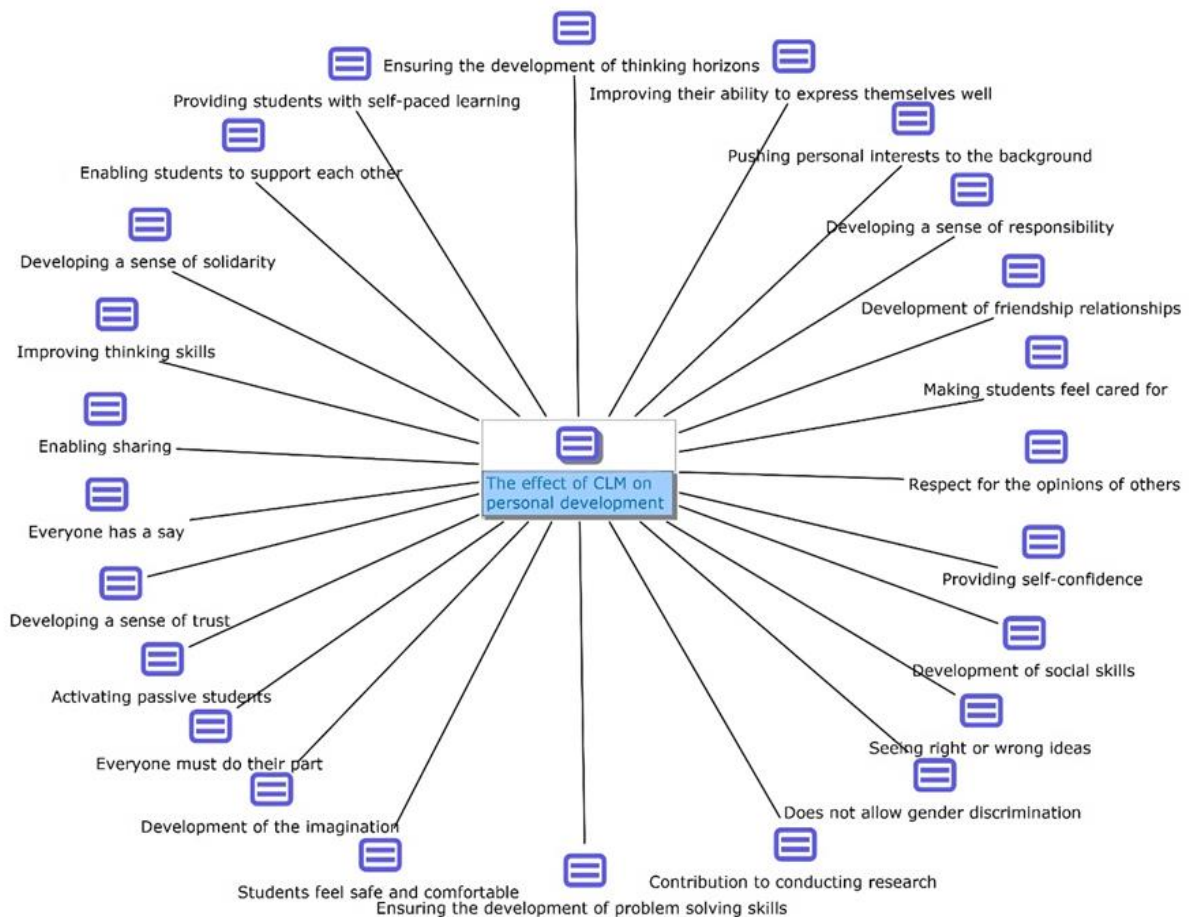 Ensuring the development of thinking horizons
Improving their ability to express themselves well
Providing students with self-paced learning
Pushing personal interests to the background
Enabling students to support each other
Developing a sense of responsibility
Developing a sense of solidarity
Development of friendship relationships
Improving thinking skills
Making students feel cared for
Enabling sharing
Respect for the opinions of others
The effect of CLM on
personal development
Everyone has a say
Providing self-confidence
Developing a sense of trust
Development of social skills
Activating passive students
Seeing right or wrong ideas
Everyone must do their part
Does not allow gender discrimination
Development of the imagination
Contribution to conducting research
Students feel safe and comfortable
Ensuring the development of problem solving skills